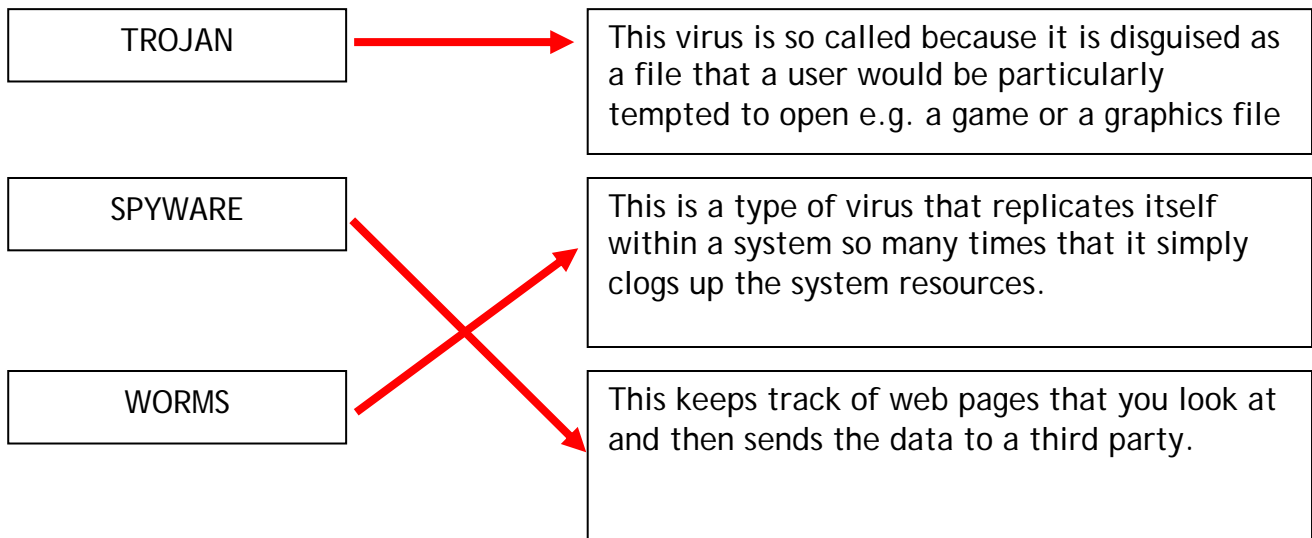 TROJAN
This virus is so called because it is disguised as
a file that a user would be particularly
tempted to open e.g. a game or a graphics file
SPYWARE
This is a type of virus that replicates itself
within a system so many times that it simply
clogs up the system resources.
WORMS
This keeps track of web pages that you look at
and then sends the data to a third party.